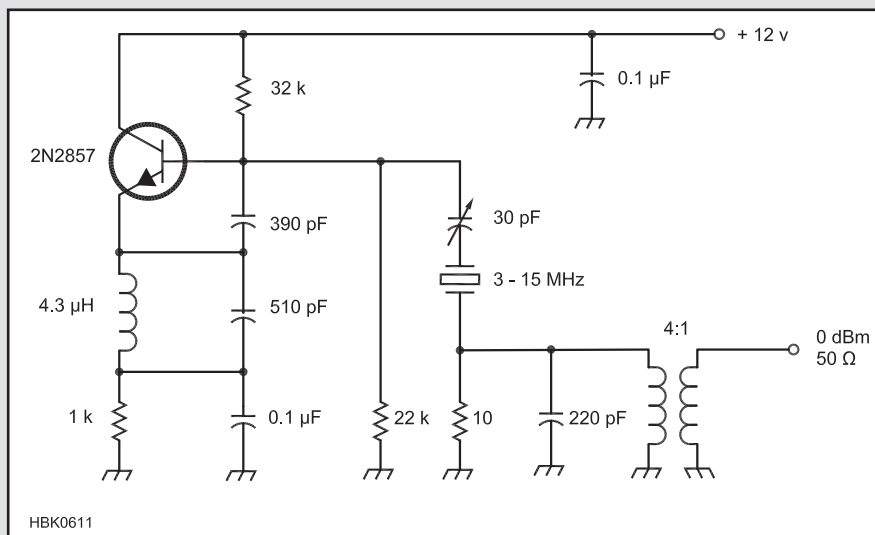 + 12 v
0.1 µF
32 k
2N2857
390 pF
30 pF
4.3 µH
510 pF
3 - 15 MHz
4:1
0 dBm
50 Ω
1 k
0.1 µF
22 k
10
220 pF
HBK0611